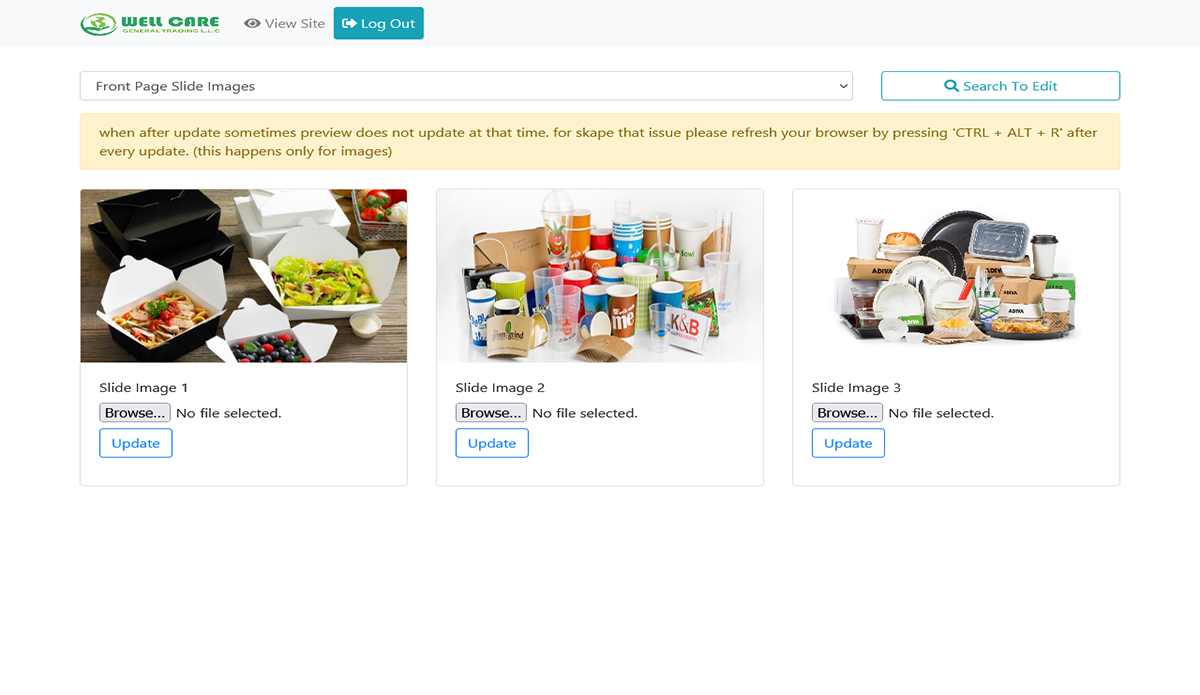 WELL CARE
GENERAL TRADING L.L.C
View Site
Log Out
Front Page Slide Images
Search To Edit
when after update sometimes preview does not update at that time. for skape that issue please refresh your browser by pressing 'CTRL + ALT + R' after
every update. (this happens only for images)
K&B
me
ADIVA
ADIVA
ADIVA
Slide Image 1
Browse... No file selected.
Update
Slide Image 2
Browse... No file selected.
Update
Slide Image 3
Browse... No file selected.
Update